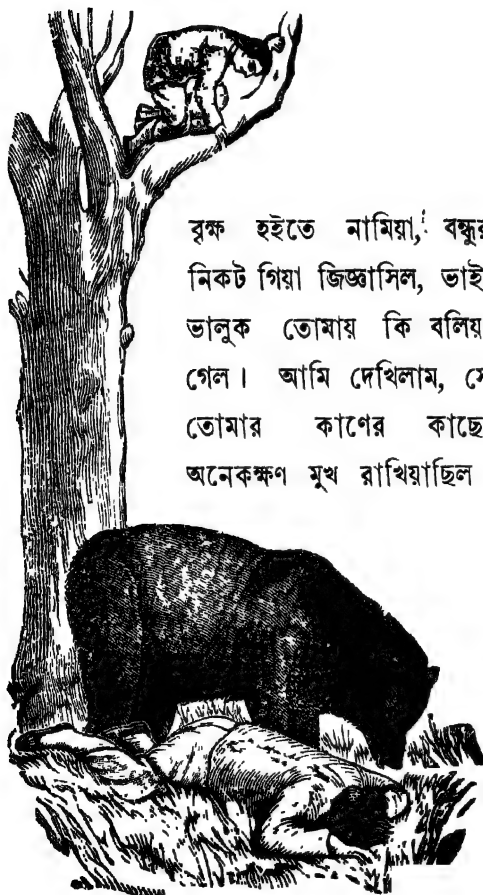 বৃক্ষ হইতে নামিয়া, বন্ধুর
নিকট গিয়া জিজ্ঞাসিল, ভাই
ভালুক তোমায় কি বলিয়
গেল। আমি দেখিলাম, সে
তোমার কাণের কাছে
অনেকক্ষণ মুখ রাখিয়াছিল